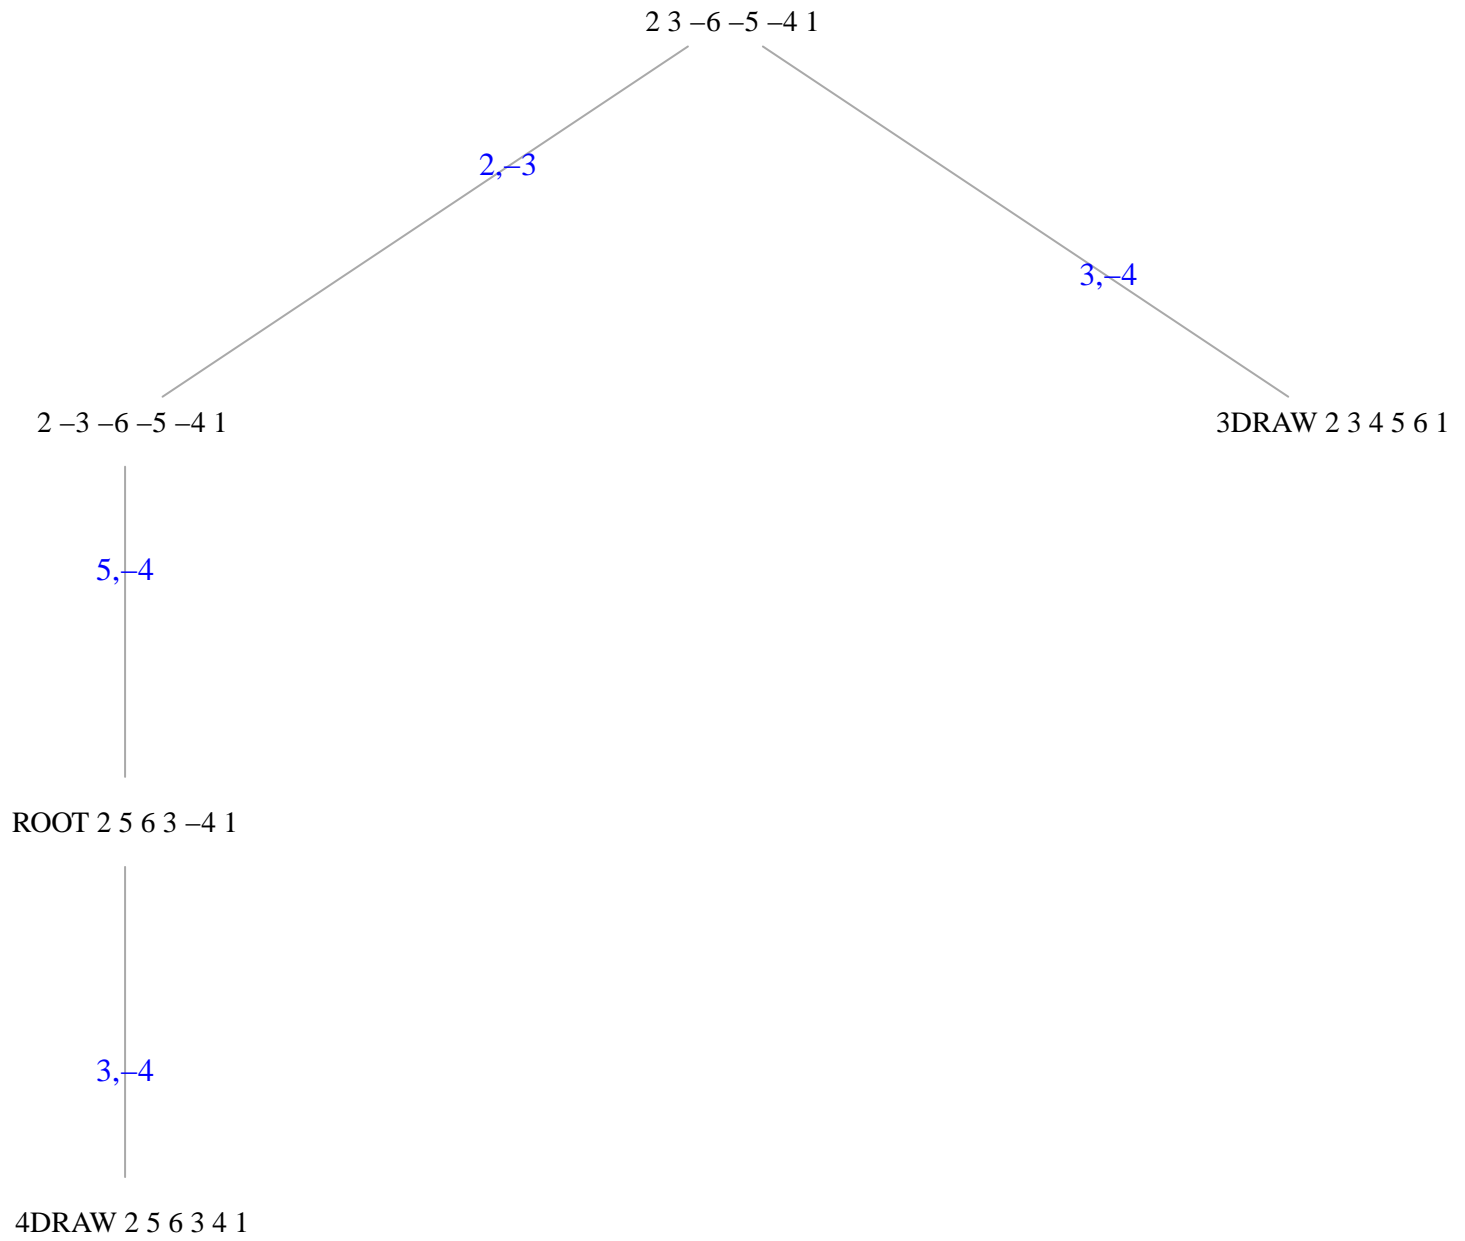 2 3 –6 –5 –4 1
2,–3
3,–4
2 –3 –6 –5 –4 1
3DRAW 2 3 4 5 6 1
5,–4
ROOT 2 5 6 3 –4 1
3,–4
4DRAW 2 5 6 3 4 1